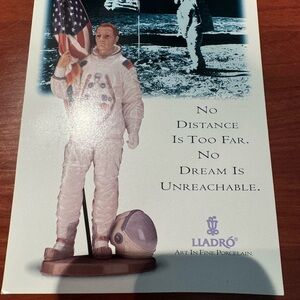 No
Distance
Is Too Far.
No
Dream Is
Unreachable.
LLADRÓ
Art In Fine Porcelain